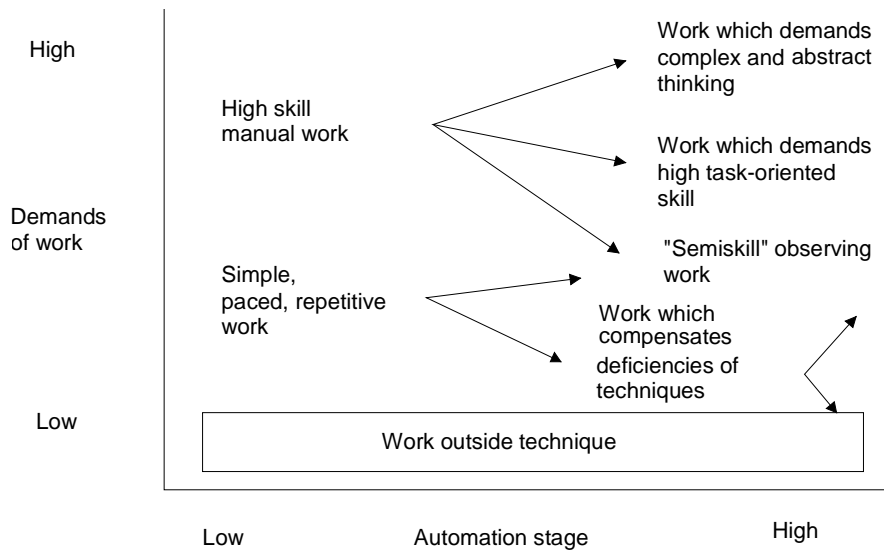 High
Demands
of work
Low
High skill
manual work
Simple,
paced, repetitive
work
Work which demands
complex and abstract
thinking
Work which demands
high task-oriented
skill
"Semiskill" observing
work
Work which
compensates
deficiencies of
techniques
Work outside technique
Low
Automation stage
High